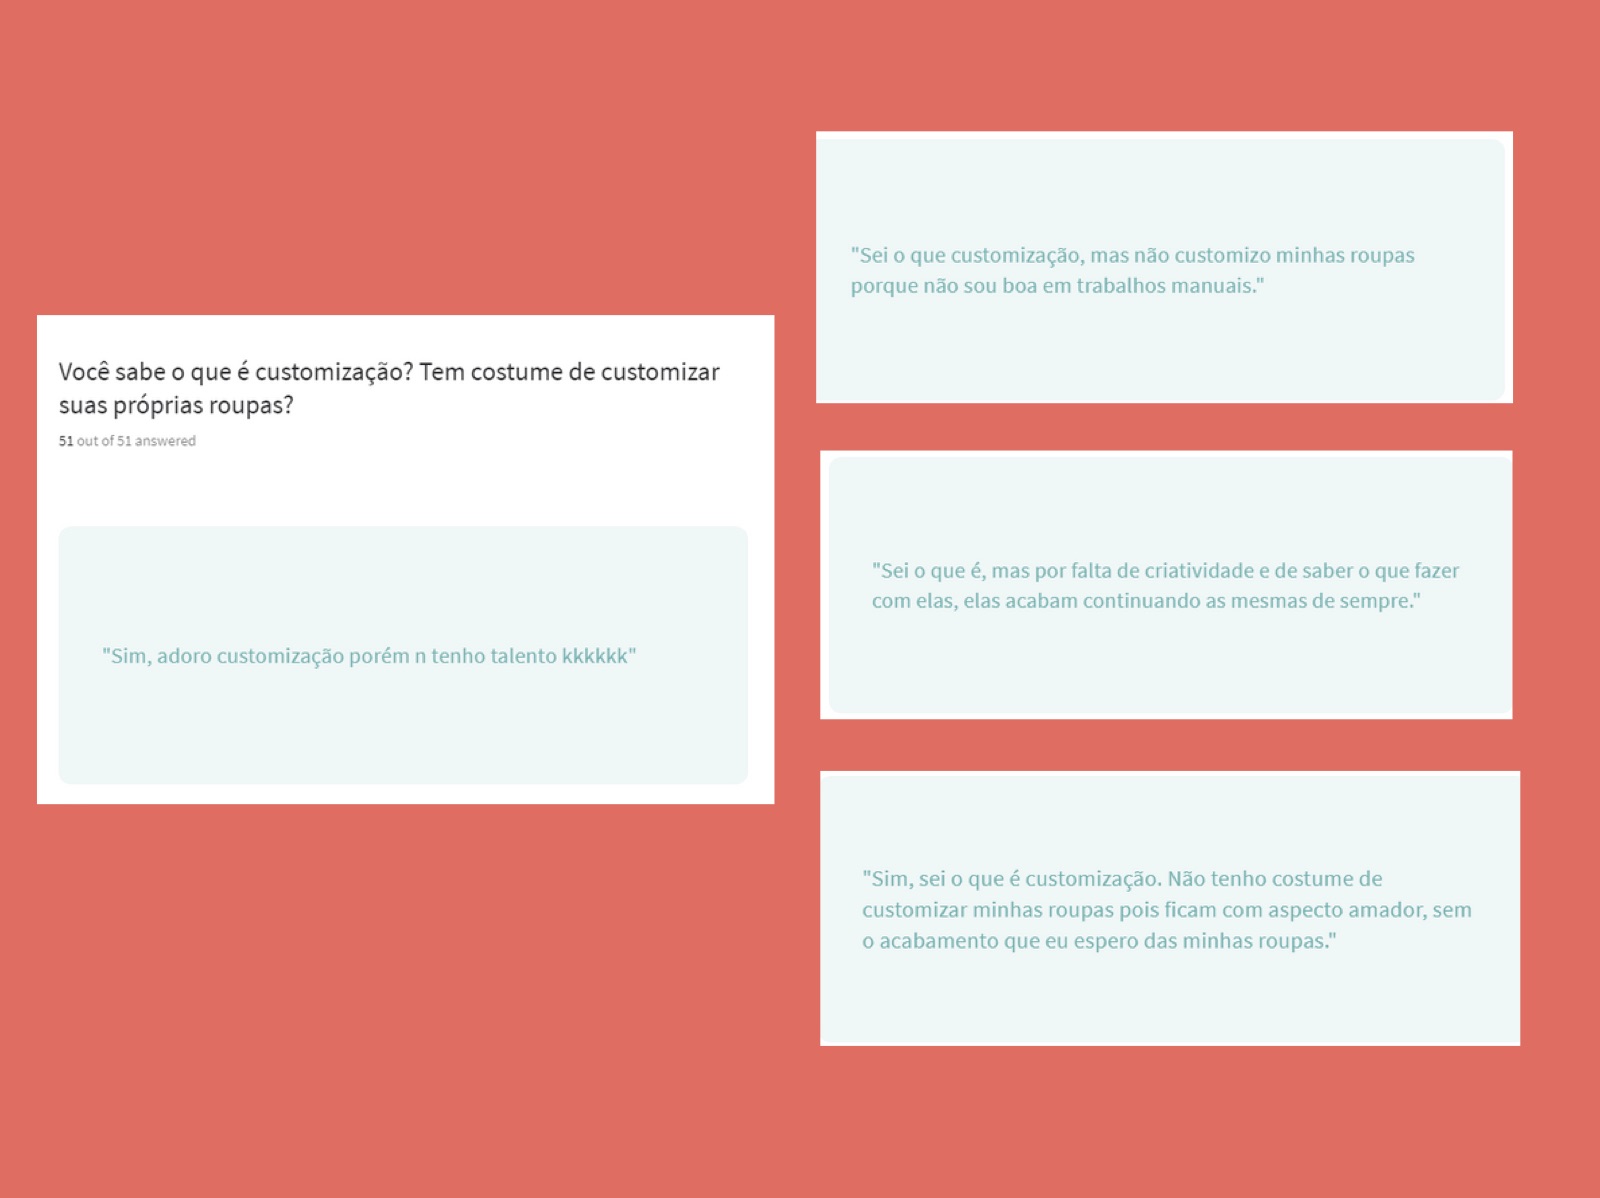 Você sabe o que é customização? Tem costume de customizar
suas próprias roupas?
51 out of 51 answered
"Sim, adoro customização porém n tenho talento kkkkkk"
"Sei o que customização, mas não customizo minhas roupas
porque não sou boa em trabalhos manuais."
"Sei o que é, mas por falta de criatividade e de saber o que fazer
com elas, elas acabam continuando as mesmas de sempre."
"Sim, sei o que é customização. Não tenho costume de
customizar minhas roupas pois ficam com aspecto amador, sem
o acabamento que eu espero das minhas roupas."